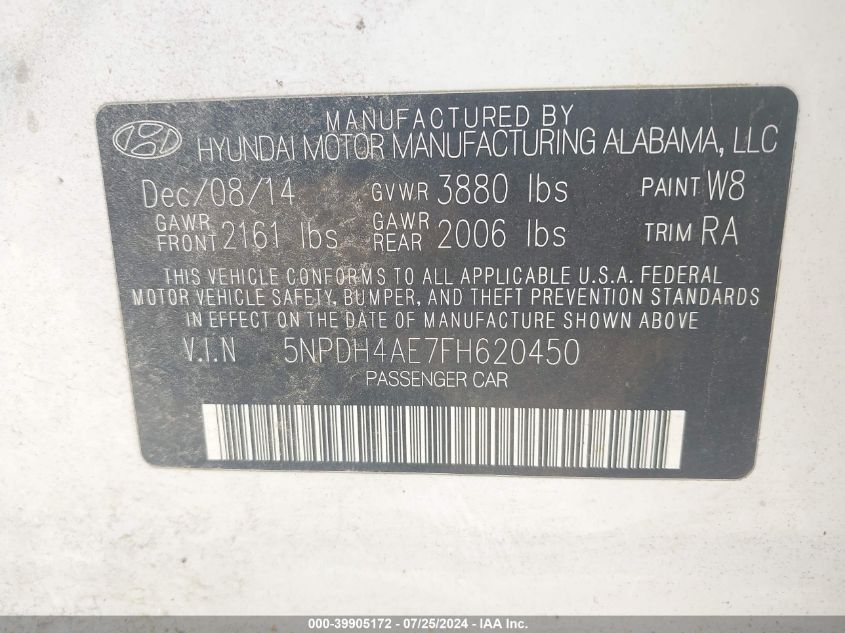 MANUFACTURED BY
HYUNDAI MOTOR MANUFACTURING ALABAMA, LLC
Dec/08/14 GVWR 3880 lbs PAINT W8
GAWR FRONT 2161 lbs GAWR REAR 2006 lbs TRIM RA
THIS VEHICLE CONFORMS TO ALL APPLICABLE U.S.A. FEDERAL
MOTOR VEHICLE SAFETY, BUMPER, AND THEFT PREVENTION STANDARDS
IN EFFECT ON THE DATE OF MANUFACTURE SHOWN ABOVE
V.I.N 5NPDH4AE7FH620450
PASSENGER CAR
000-39905172 - 07/25/2024 - IAA Inc.